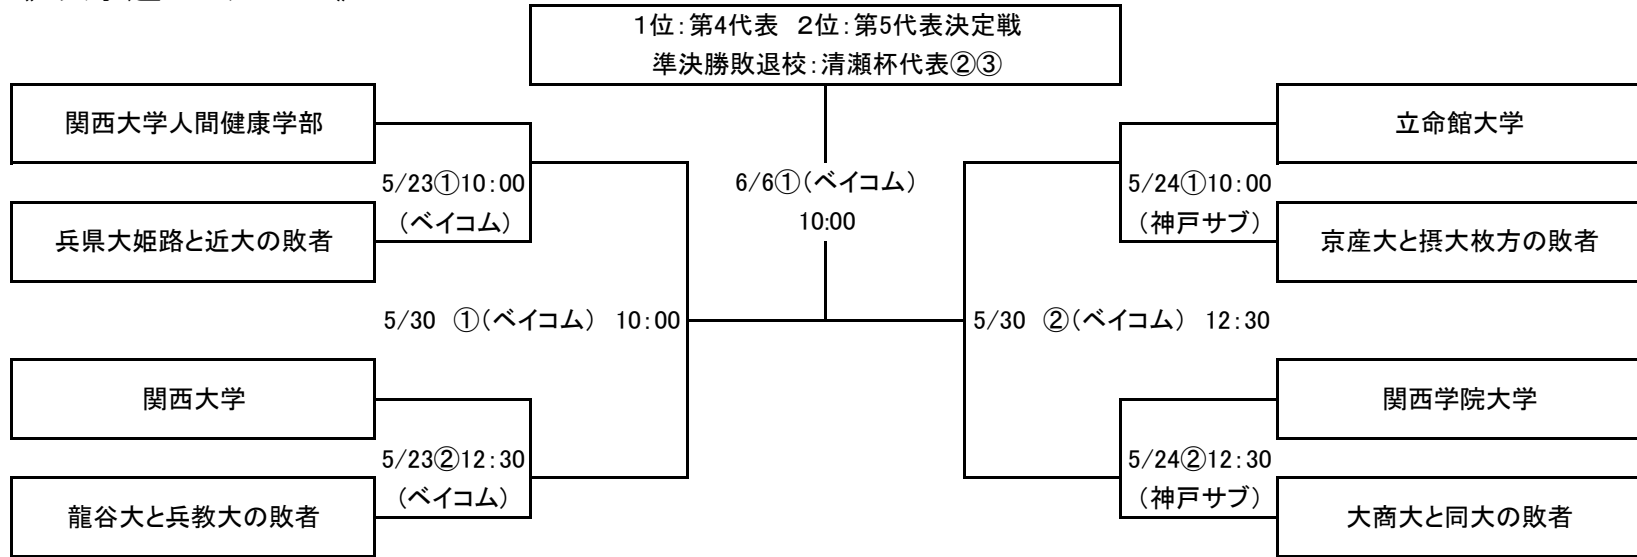 1位：第4代表　2位：第5代表決定戦
準決勝敗退校：清瀬杯代表②③
関西大学人間健康学部
5/23①10：00
（ベイコム）
兵県大姫路と近大の敗者
5/30　①（ベイコム）　10：00
関西大学
5/23②12：30
（ベイコム）
龍谷大と兵教大の敗者
6/6①（ベイコム）
10:00
立命館大学
5/24①10：00
（神戸サブ）
京産大と摂大枚方の敗者
5/30　②（ベイコム）　12：30
関西学院大学
5/24②12：30
（神戸サブ）
大商大と同大の敗者